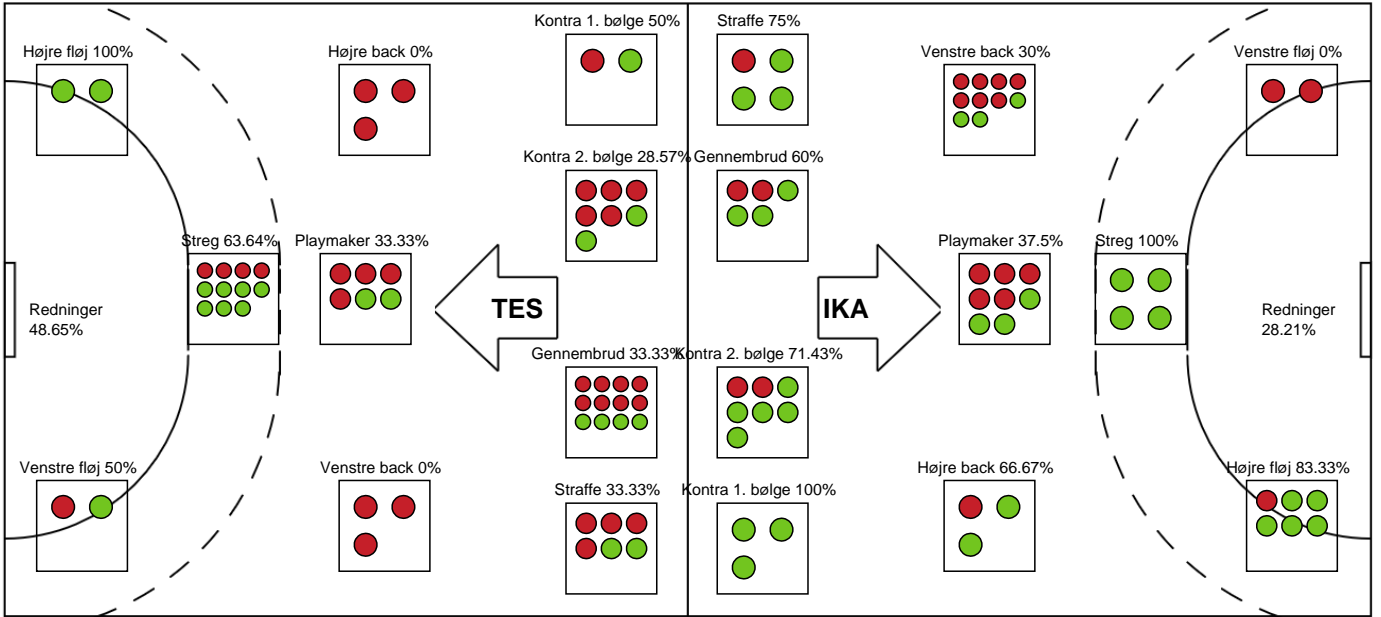 Kontra 1. bølge 50%
Straffe 75%
Højre fløj 100%
Højre back 0%
Venstre back 30%
Venstre fløj 0%
Kontra 2. bølge 28.57%
Gennembrud 60%
Streg 63.64%
Playmaker 33.33%
Playmaker 37.5%
Streg 100%
TES
IKA
Redninger
48.65%
Redninger
28.21%
Gennembrud 33.33%
Kontra 2. bølge 71.43%
Venstre fløj 50%
Venstre back 0%
Højre back 66.67%
Højre fløj 83.33%
Straffe 33.33%
Kontra 1. bølge 100%